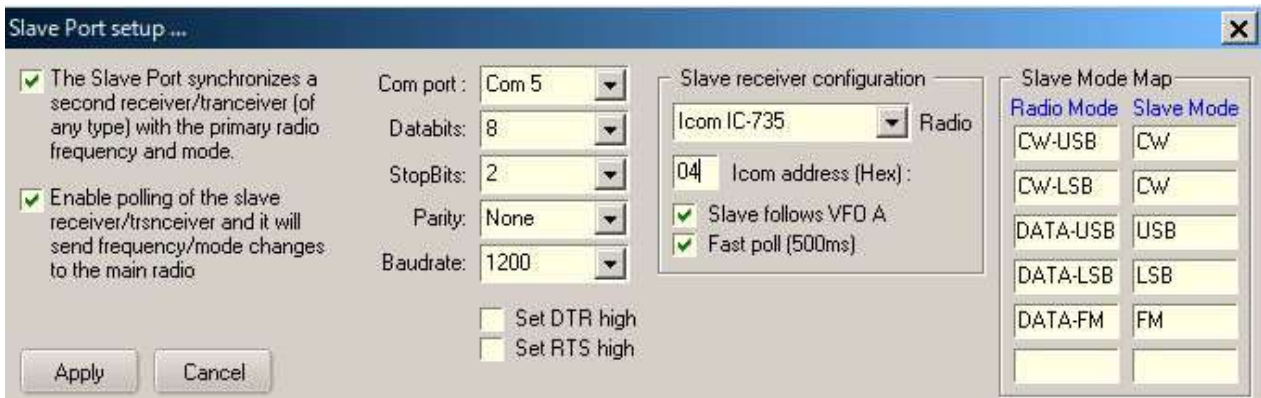 Slave Port setup ...
The Slave Port synchronizes a
second receiver/tranceiver (of
any type) with the primary radio
frequency and mode.
Enable polling of the slave
receiver/trsnceiver and it will
send frequency/mode changes
to the main radio
Apply Cancel
Com port : Com 5
Databits: 8
StopBits: 2
Parity: None
Baudrate: 1200
Set DTR high
Set RTS high
Slave receiver configuration
Icom IC-735 Radio
04 Icom address (Hex) :
Slave follows VFO A
Fast poll (500ms)
Slave Mode Map
Radio Mode Slave Mode
CW-USB CW
CW-LSB CW
DATA-USB USB
DATA-LSB LSB
DATA-FM FM